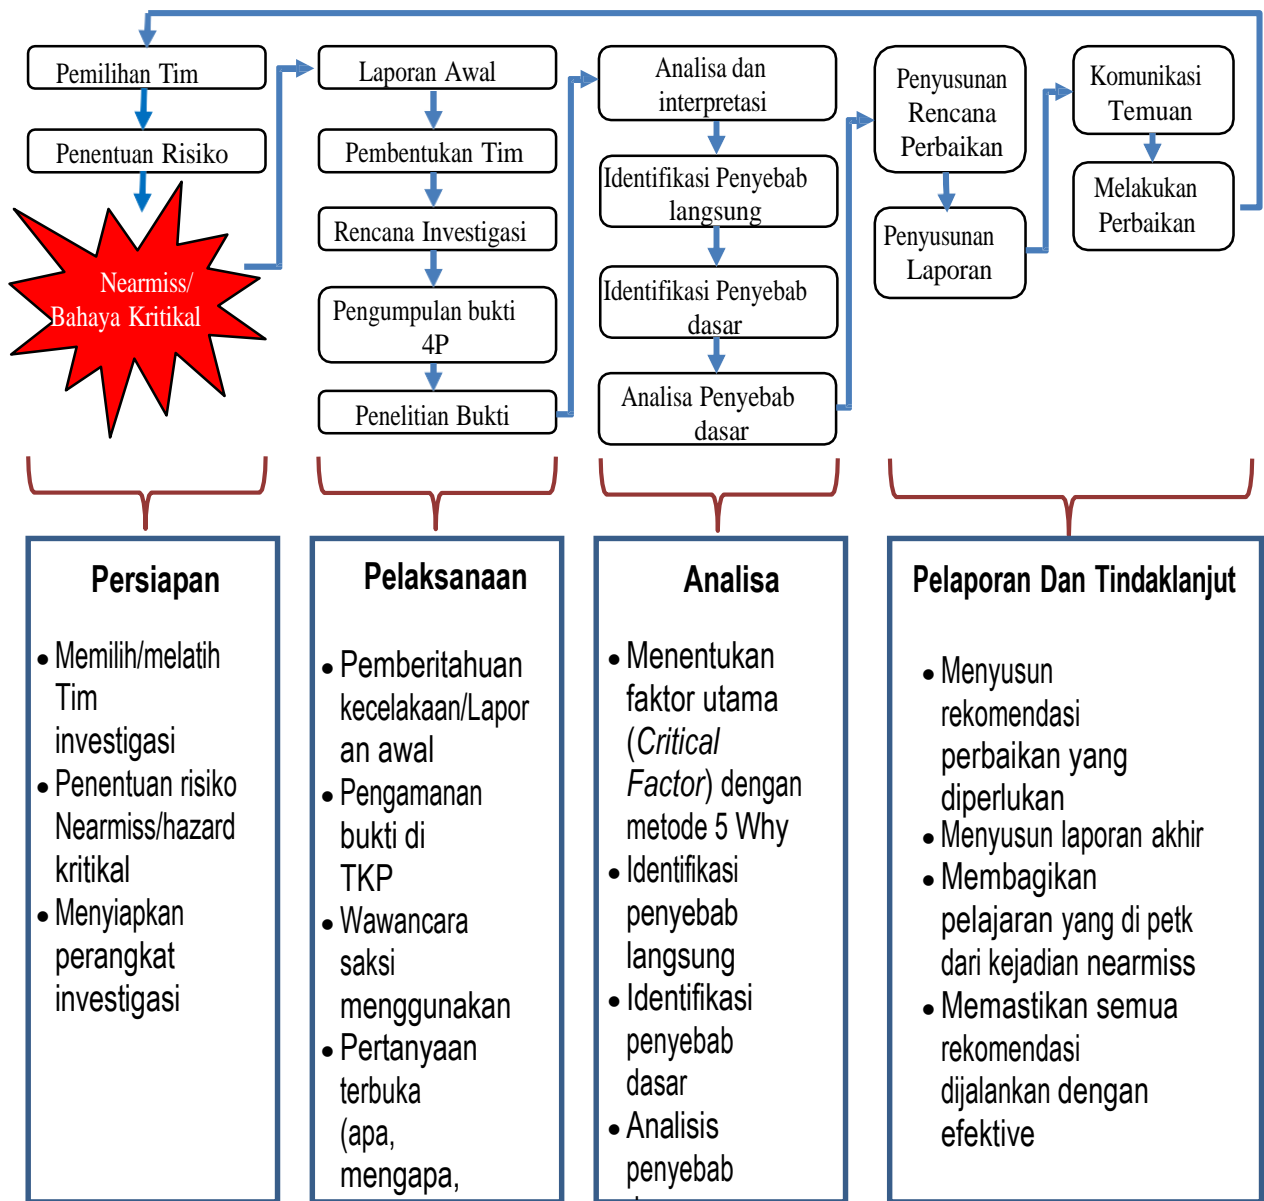 Pemilihan Tim
Penentuan Risiko
Nearmiss/
Bahaya Kritikal
Laporan Awal
Pembentukan Tim
Rencana Investigasi
Pengumpulan bukti
4P
Penelitian Bukti
Analisa dan
interpretasi
Identifikasi Penyebab
langsung
Identifikasi Penyebab
dasar
Analisa Penyebab
dasar
Penyusunan
Rencana
Perbaikan
Penyusunan
Laporan
Komunikasi
Temuan
Melakukan
Perbaikan
Persiapan
• Memilih/melatih
Tim
investigasi
• Penentuan risiko
Nearmiss/hazard
kritikal
• Menyiapkan
perangkat
investigasi
Pelaksanaan
• Pemberitahuan
kecelakaan/Lapor
an awal
• Pengamanan
bukti di
TKP
• Wawancara
saksi
menggunakan
• Pertanyaan
terbuka
(apa,
mengapa,
Analisa
• Menentukan
faktor utama
(Critical
Factor) dengan
metode 5 Why
• Identifikasi
penyebab
langsung
• Identifikasi
penyebab
dasar
• Analisis
penyebab
Pelaporan Dan Tindaklanjut
• Menyusun
rekomendasi
perbaikan yang
diperlukan
• Menyusun laporan akhir
• Membagikan
pelajaran yang di petk
dari kejadian nearmiss
• Memastikan semua
rekomendasi
dijalankan dengan
efektive